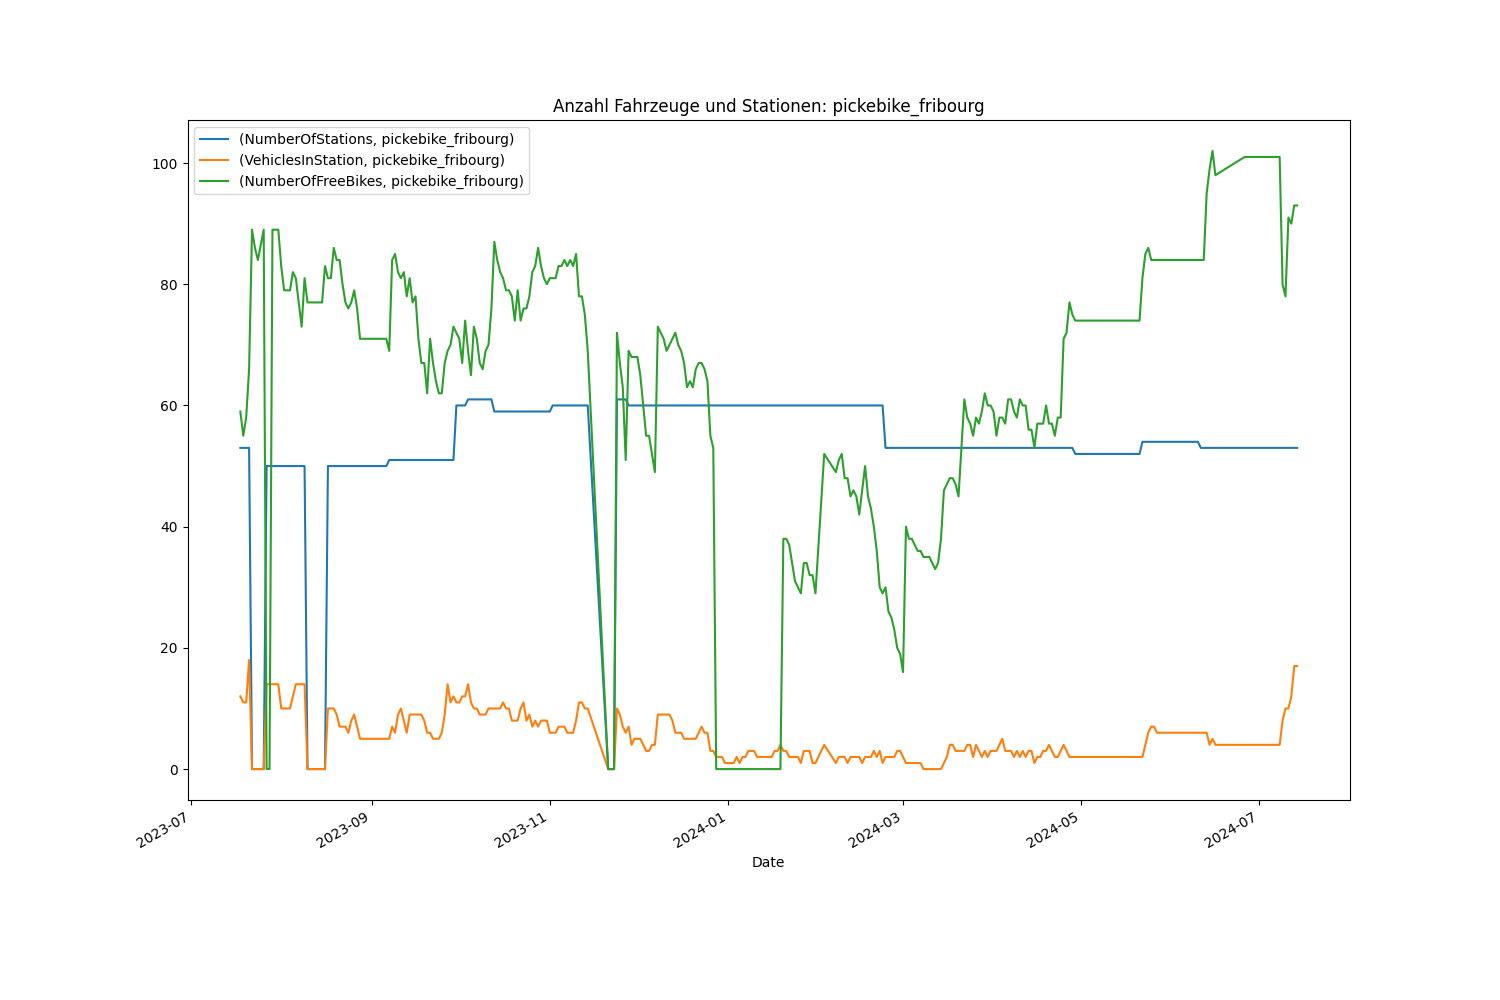 Anzahl Fahrzeuge und Stationen: pickebike_fribourg
(NumberOfStations, pickebike_fribourg)
(VehiclesInStation, pickebike_fribourg)
(NumberOfFreeBikes, pickebike_fribourg)
100
80
60
40
20
0
2023-07
2023-09
2023-11
2024-01
2024-03
2024-05
2024-07
Date